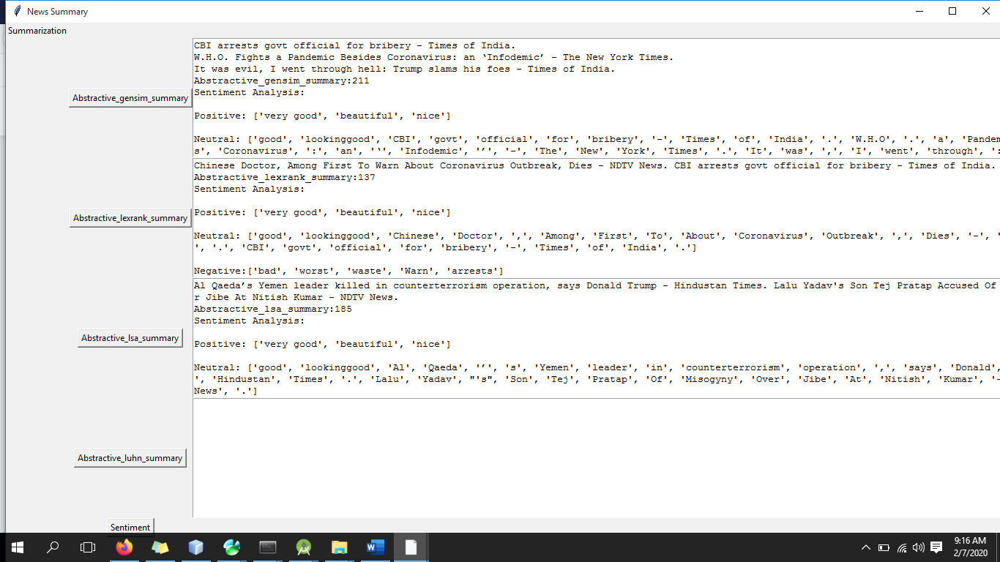 News Summary
Summarization
CBI arrests govt official for bribery - Times of India.
W.H.O. Fights a Pandemic Besides Coronavirus: an ‘Infodemic’ - The New York Times.
It was evil, I went through hell: Trump slams his foes - Times of India.
Abstractive_gensim_summary:211
Sentiment Analysis:
Abstractive_gensim_summary
Positive: ['very good', 'beautiful', 'nice']
Neutral: ['good', 'lookinggood', 'CBI', 'govt', 'official', 'for', 'bribery', '-', 'Times', 'of', 'India', '.', 'W.H.O', '.', 'a', 'Pandem
s', 'Coronavirus', ':', 'an', '‘', 'Infodemic', '’', '-', 'The', 'New', 'York', 'Times', '.', 'It', 'was', ',', 'I', 'went', 'through', ':
Chinese Doctor, Among First To Warn About Coronavirus Outbreak, Dies - NDTV News. CBI arrests govt official for bribery - Times of India.
Abstractive_lexrank_summary:137
Sentiment Analysis:
Positive: ['very good', 'beautiful', 'nice']
Abstractive_lexrank_summary
Neutral: ['good', 'lookinggood', 'Chinese', 'Doctor', ',', 'Among', 'First', 'To', 'About', 'Coronavirus', 'Outbreak', ',', 'Dies', '-', '
', '.', 'CBI', 'govt', 'official', 'for', 'bribery', '-', 'Times', 'of', 'India', '.']
Negative:['bad', 'worst', 'waste', 'Warn', 'arrests']
Al Qaeda’s Yemen leader killed in counterterrorism operation, says Donald Trump - Hindustan Times. Lalu Yadav's Son Tej Pratap Accused Of
r Jibe At Nitish Kumar - NDTV News.
Abstractive_lsa_summary:185
Sentiment Analysis:
Abstractive_lsa_summary
Positive: ['very good', 'beautiful', 'nice']
Neutral: ['good', 'lookinggood', 'Al', 'Qaeda', '’', 's', 'Yemen', 'leader', 'in', 'counterterrorism', 'operation', ',', 'says', 'Donald',
', 'Hindustan', 'Times', '.', 'Lalu', 'Yadav', "'s", 'Son', 'Tej', 'Pratap', 'Of', 'Misogyny', 'Over', 'Jibe', 'At', 'Nitish', 'Kumar', '-
News', '.']
Abstractive_luhn_summary
Sentiment
9:16 AM
2/7/2020